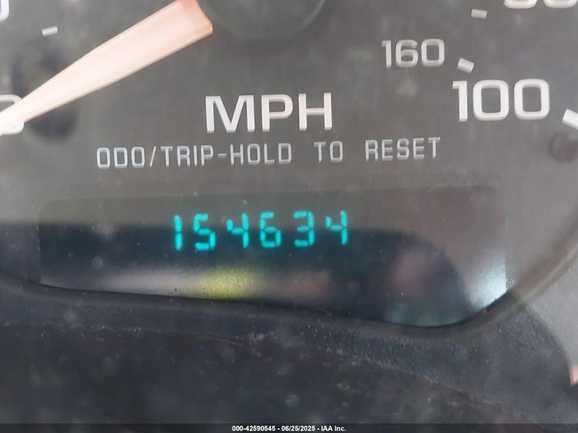 160
100
MPH
ODO/TRIP-HOLD TO RESET
154634
000-42590545 - 06/25/2025 - IAA Inc.